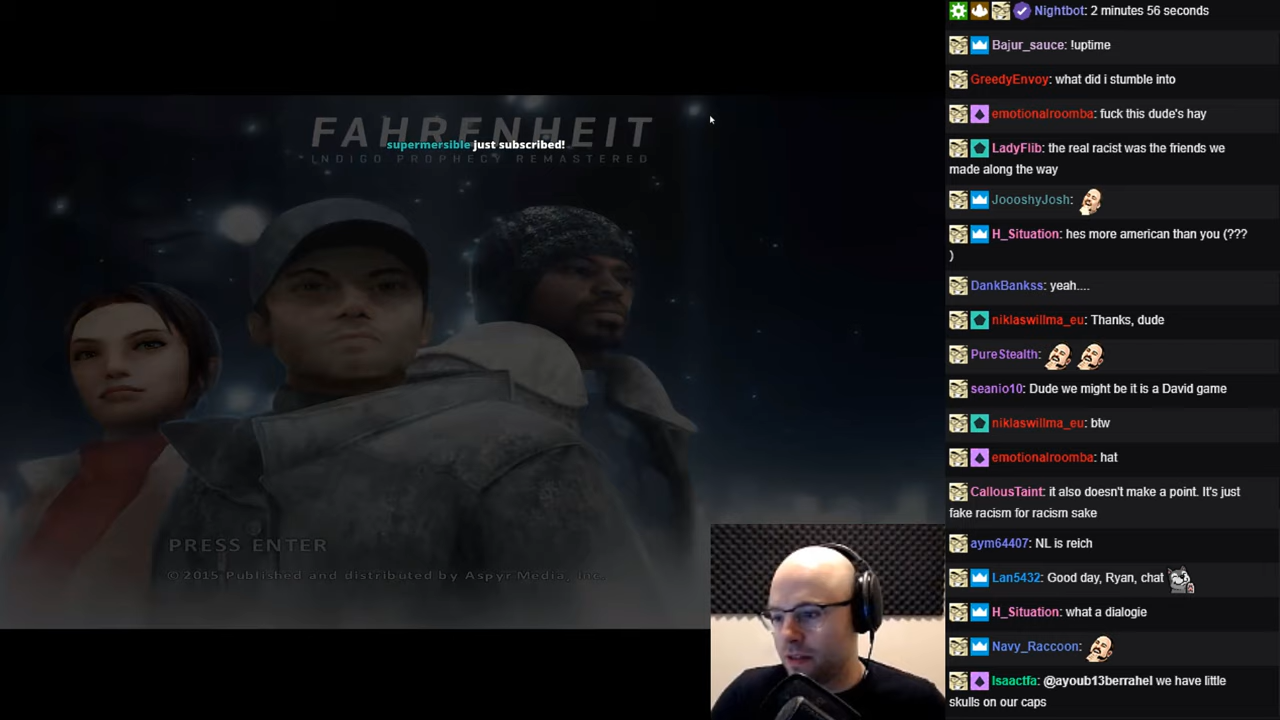 FAHRENHEIT
supermersible just subscribed!
INDIGO PROPHECY REMASTERED
PRESS ENTER
© 2015 Published and distributed by Aspyr Media, Inc.
Nightbot: 2 minutes 56 seconds
Bajur_sauce: !uptime
GreedyEnvoy: what did i stumble into
emotionalroomba: fuck this dude's hay
LadyFlib: the real racist was the friends we
made along the way
JoooshyJosh:
H_Situation: hes more american than you (???
)
DankBankss: yeah....
niklaswillma_eu: Thanks, dude
PureStealth:
seanio10: Dude we might be it is a David game
niklaswillma_eu: btw
emotionalroomba: hat
CallousTaint: it also doesn't make a point. It's just
fake racism for racism sake
aym64407: NL is reich
Lan5432: Good day, Ryan, chat
H_Situation: what a dialogie
Navy_Raccoon:
Isaactfa: @ayoub13berrahel we have little
skulls on our caps